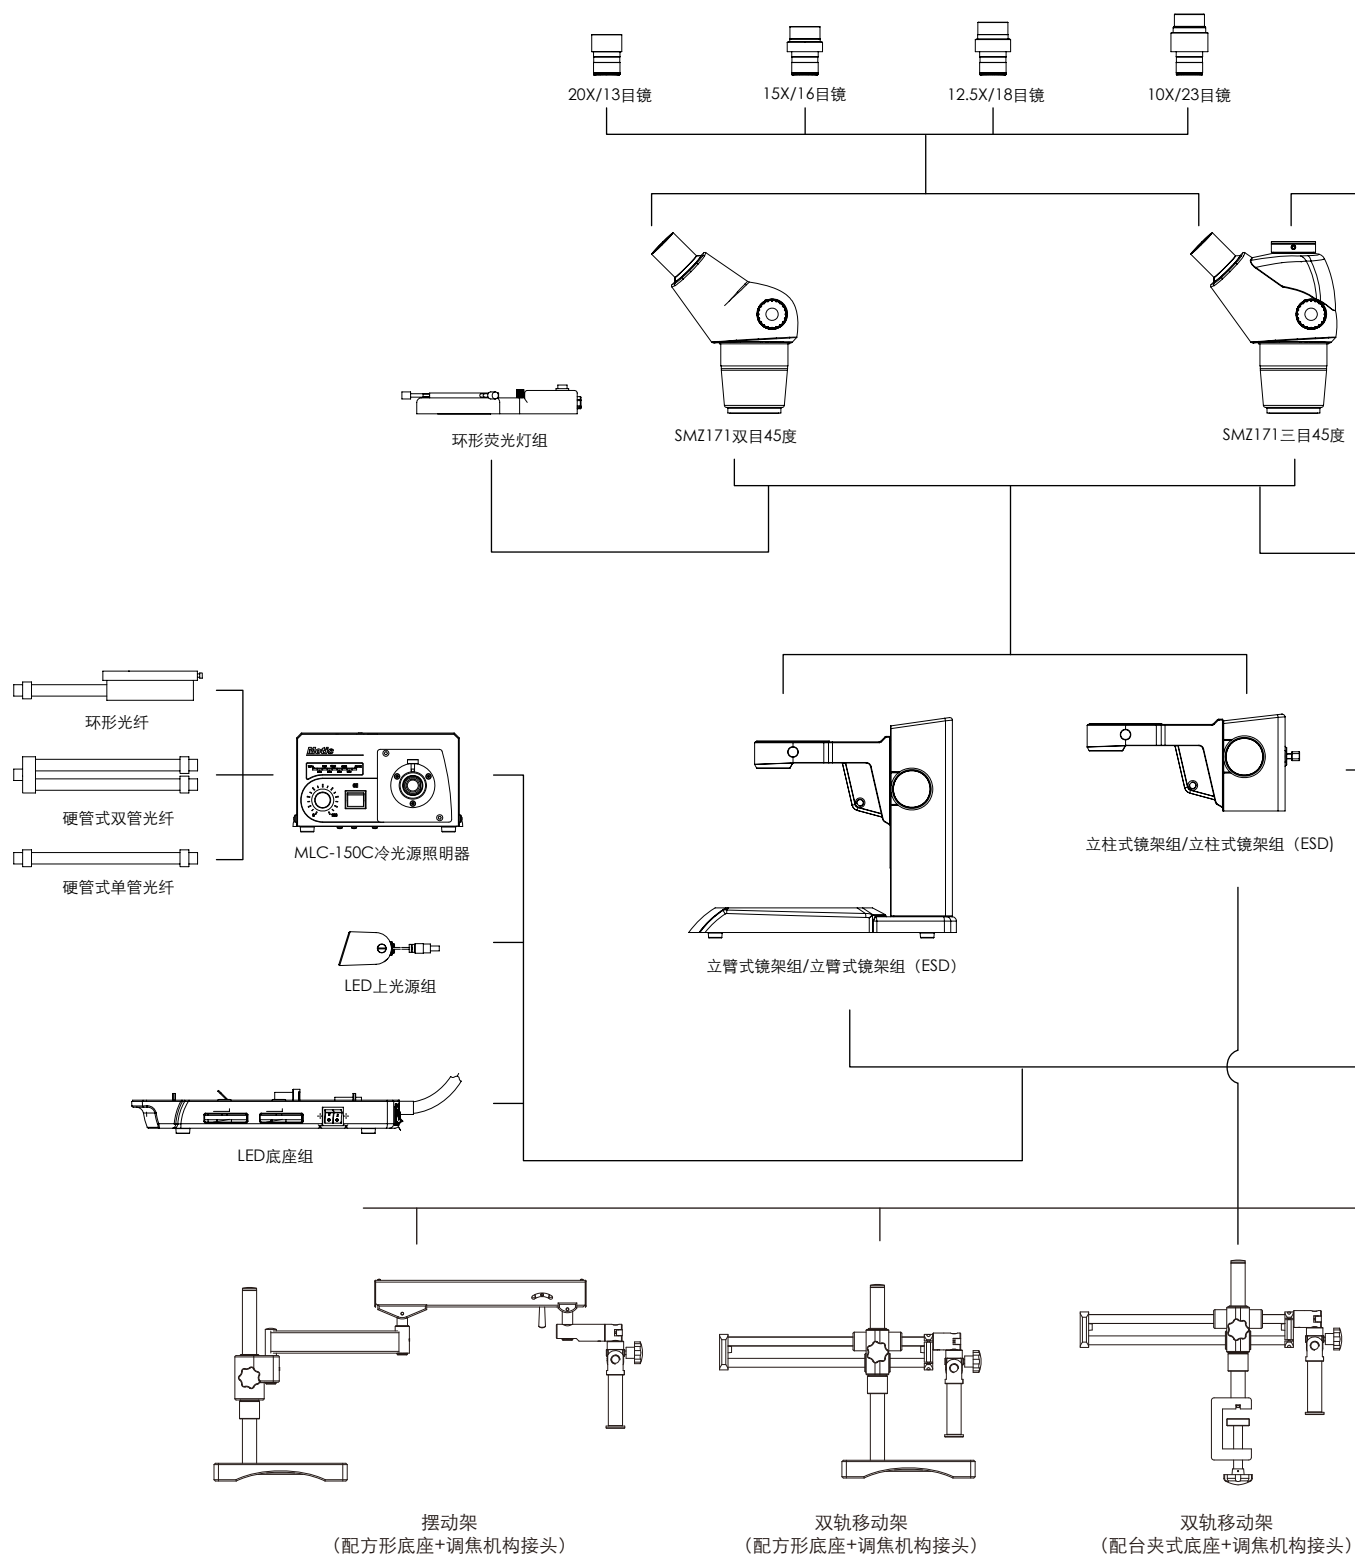 20X/13目镜
15X/16目镜
12.5X/18目镜
10X/23目镜
环形荧光灯组
SMZ171双目45度
SMZ171三目45度
环形光纤
Motic
硬管式双管光纤
MLC-150C冷光源照明器
立柱式镜架组/立柱式镜架组（ESD)
硬管式单管光纤
立臂式镜架组/立臂式镜架组（ESD）
LED上光源组
LED底座组
摆动架
（配方形底座+调焦机构接头）
双轨移动架
（配方形底座+调焦机构接头）
双轨移动架
（配台夹式底座+调焦机构接头）